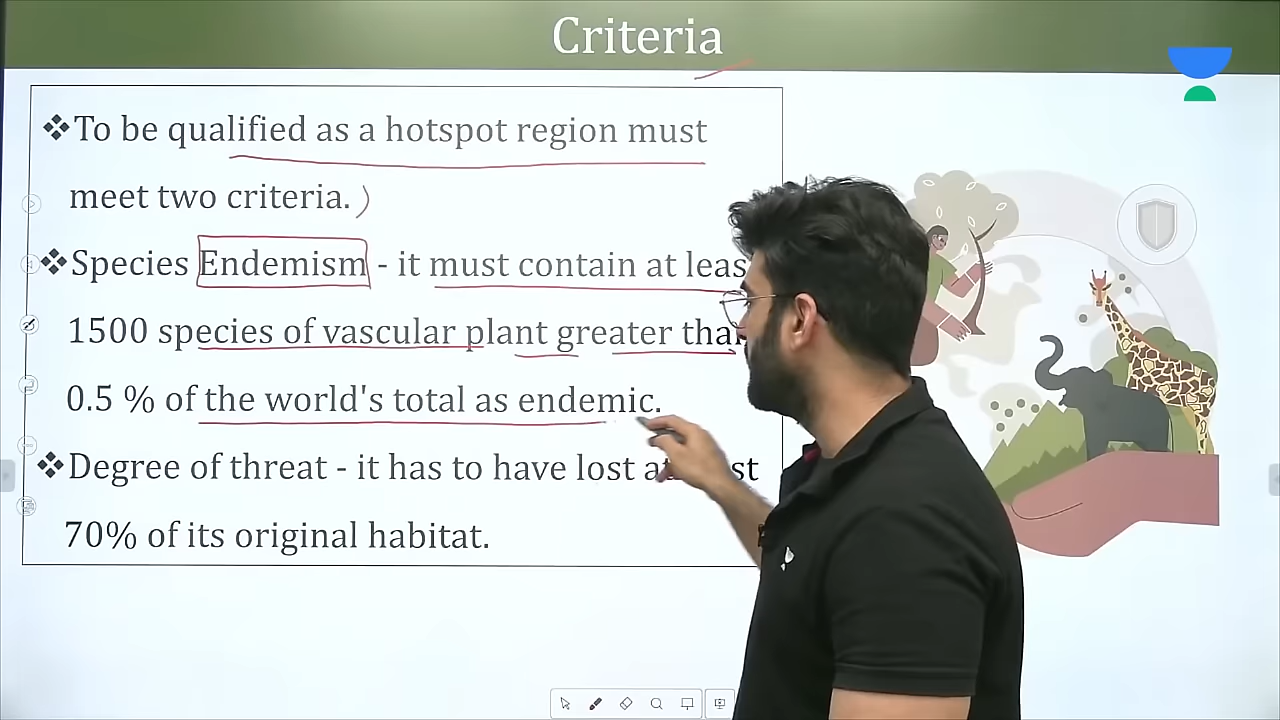 Criteria
❖To be qualified as a hotspot region must
meet two criteria.
❖Species Endemism - it must contain at
1500 species of vascular plant greater
0.5 % of the world's total as endemic.
❖Degree of threat - it has to have lost
70% of its original habitat.